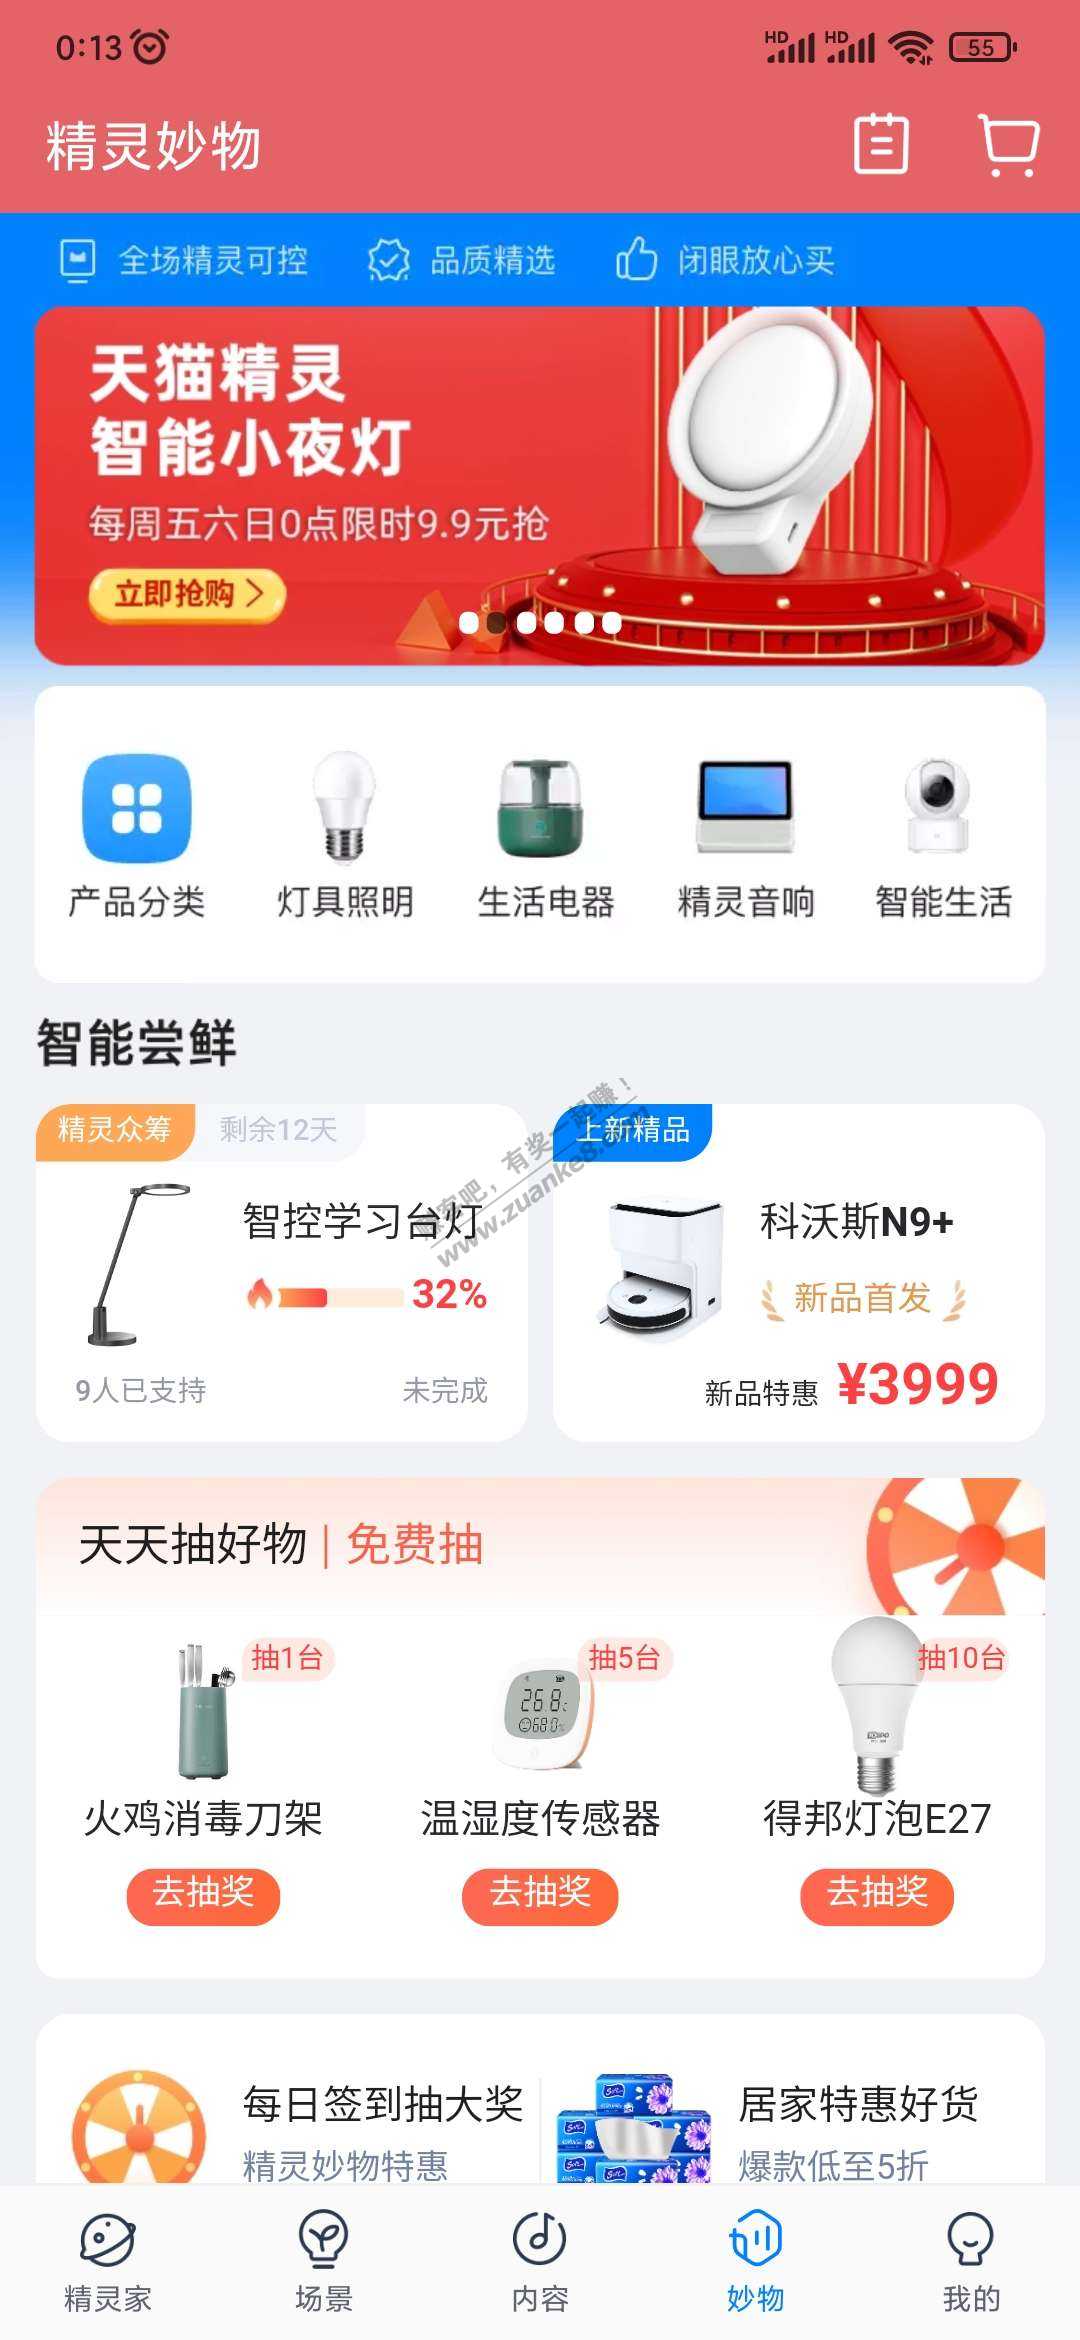 0:13
HD HD 55
精灵妙物
全场精灵可控 品质精选 闭眼放心买
天猫精灵
智能小夜灯
每周五六日0点限时9.9元抢
立即抢购
产品分类 灯具照明 生活电器 精灵音响 智能生活
智能尝鲜
精灵众筹 剩余12天
智控学习台灯
32%
9人已支持 未完成
上新精品
科沃斯N9+
新品首发
新品特惠 ¥3999
赚客吧，有奖一起赚！
www.zuanke8.com
天天抽好物 | 免费抽
抽1台 抽5台 抽10台
26.8
火鸡消毒刀架 温湿度传感器 得邦灯泡E27
去抽奖 去抽奖 去抽奖
每日签到抽大奖 居家特惠好货
精灵妙物特惠 爆款低至5折
精灵家 场景 内容 妙物 我的